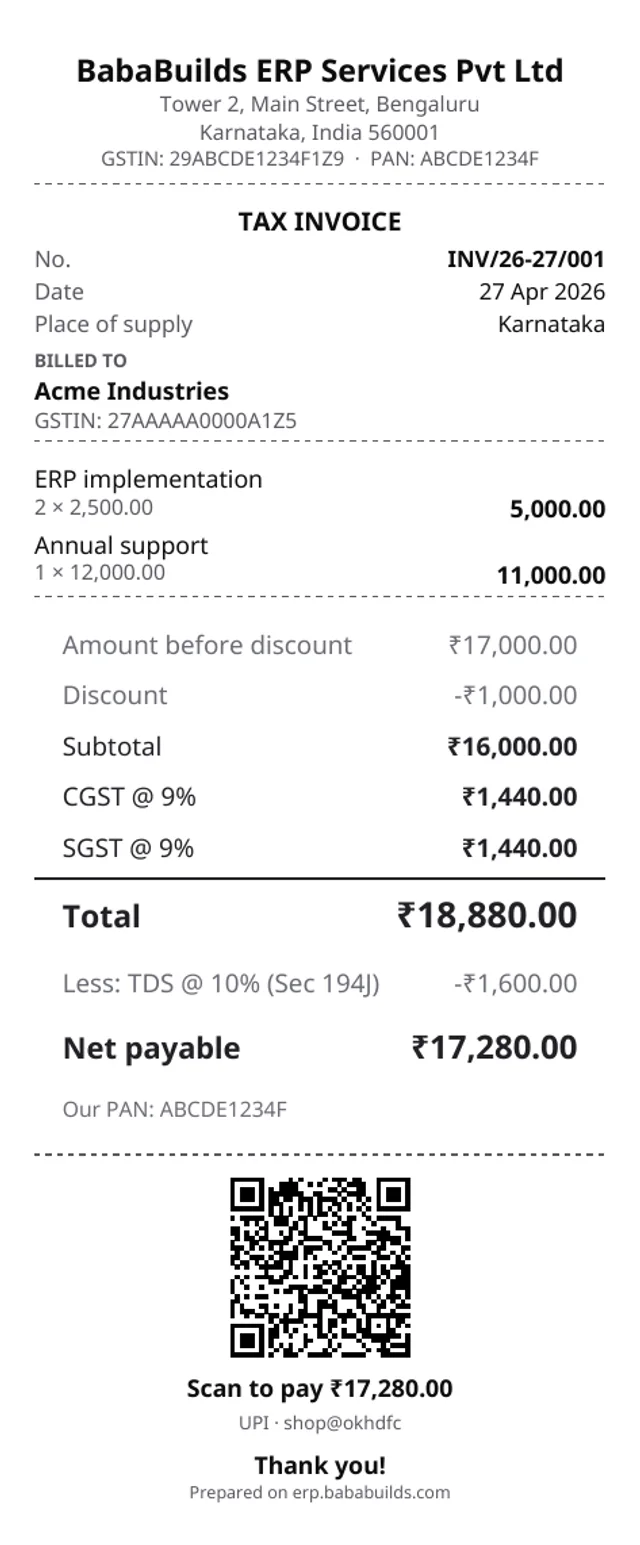 BabaBuilds ERP Services Pvt Ltd
Tower 2, Main Street, Bengaluru
Karnataka, India 560001
GSTIN: 29ABCDE1234F1Z9 · PAN: ABCDE1234F
TAX INVOICE
No. INV/26-27/001
Date 27 Apr 2026
Place of supply Karnataka
BILLED TO
Acme Industries
GSTIN: 27AAAAA0000A1Z5
ERP implementation
2 × 2,500.00 5,000.00
Annual support
1 × 12,000.00 11,000.00
Amount before discount ₹17,000.00
Discount -₹1,000.00
Subtotal ₹16,000.00
CGST @ 9% ₹1,440.00
SGST @ 9% ₹1,440.00
Total ₹18,880.00
Less: TDS @ 10% (Sec 194J) -₹1,600.00
Net payable ₹17,280.00
Our PAN: ABCDE1234F
Scan to pay ₹17,280.00
UPI · shop@okhdfc
Thank you!
Prepared on erp.bababuilds.com